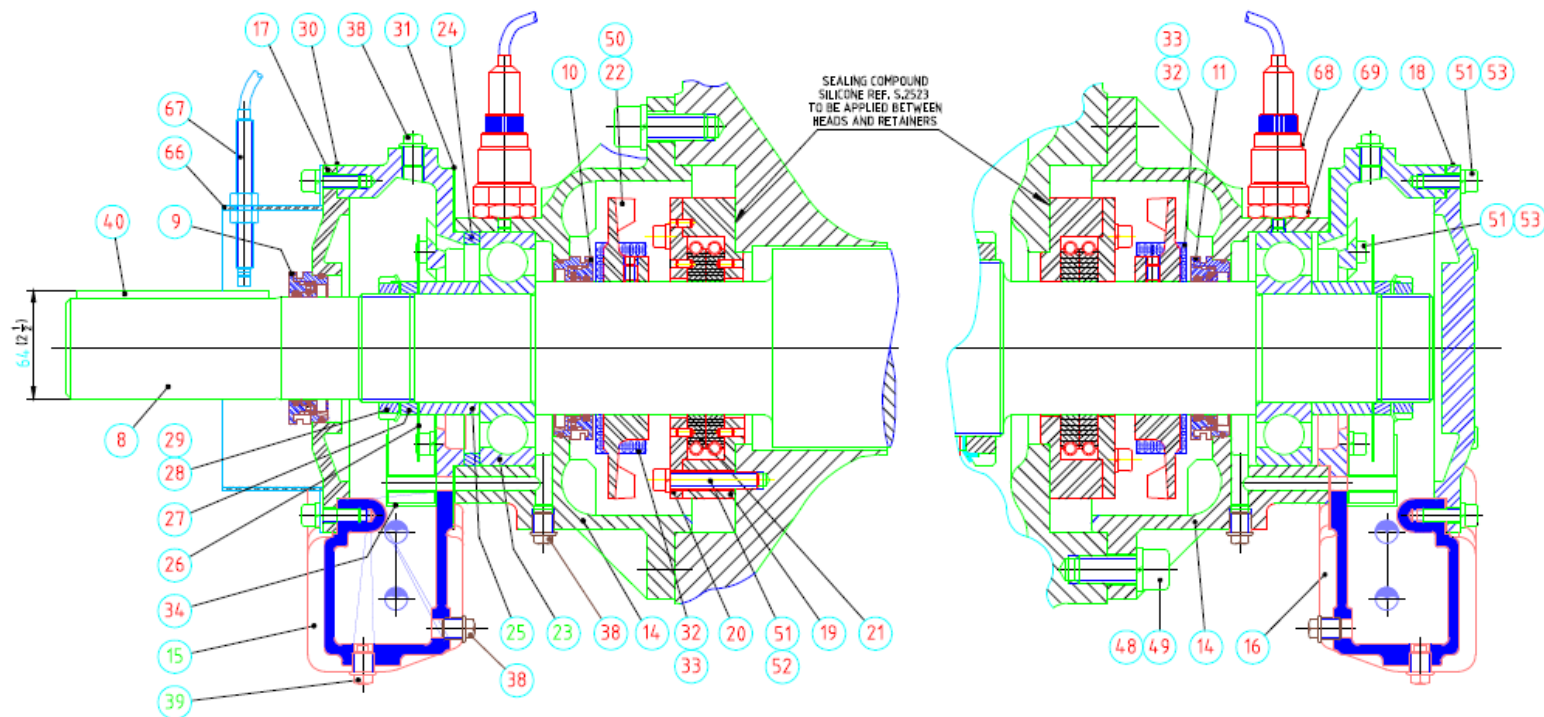 17 30 38 31 24 50 33
10 22 32 11 68 69 18 51 53
SEALING COMPOUND
SILICONE REF. S.2523
TO BE APPLIED BETWEEN
HEADS AND RETAINERS
67
66
9
40
51 53
64 (2 1/2)
8
29
28
27
26
34
15
39
25 23 38 14 32 20 51 19 21
33 52
38
48 49 14 16